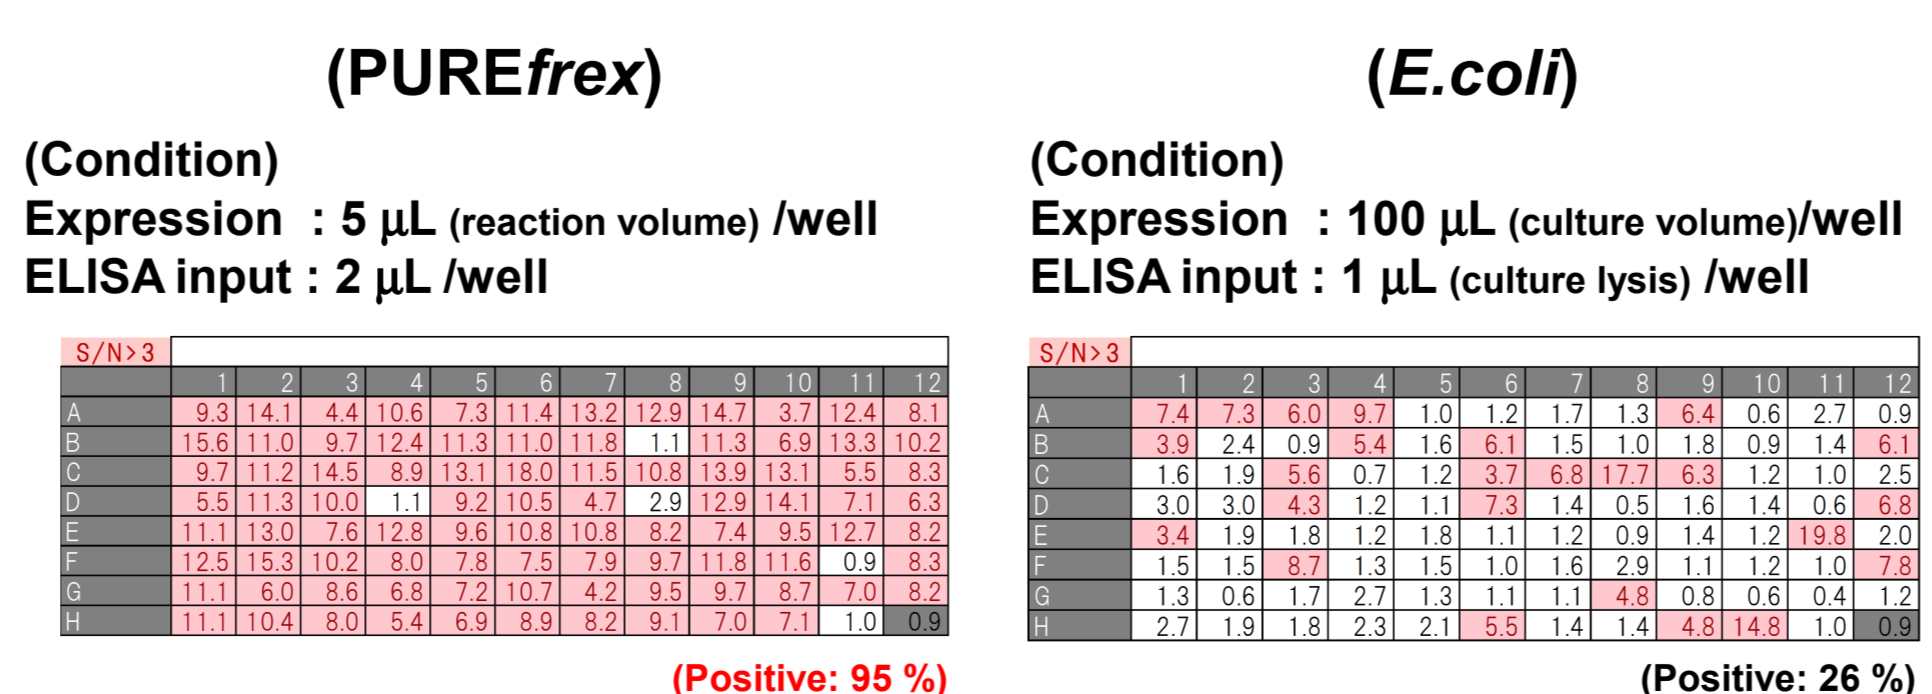 (PUREfrex)
(Condition)
Expression : 5 μL (reaction volume) /well
ELISA input : 2 μL /well
S/N>3
1 2 3 4 5 6 7 8 9 10 11 12
A 9.3 14.1 4.4 10.6 7.3 11.4 13.2 12.9 14.7 3.7 12.4 8.1
B 15.6 11.0 9.7 12.4 11.3 11.0 11.8 1.1 11.3 6.9 13.3 10.2
C 9.7 11.2 14.5 8.9 13.1 18.0 11.5 10.8 13.9 13.1 5.5 8.3
D 5.5 11.3 10.0 1.1 9.2 10.5 4.7 2.9 12.9 14.1 7.1 6.3
E 11.1 13.0 7.6 12.8 9.6 10.8 10.8 8.2 7.4 9.5 12.7 8.2
F 12.5 15.3 10.2 8.0 7.8 7.5 7.9 9.7 11.8 11.6 0.9 8.3
G 11.1 6.0 8.6 6.8 7.2 10.7 4.2 9.5 9.7 8.7 7.0 8.2
H 11.1 10.4 8.0 5.4 6.9 8.9 8.2 9.1 7.0 7.1 1.0 0.9
(Positive: 95 %)
(E.coli)
(Condition)
Expression : 100 μL (culture volume)/well
ELISA input : 1 μL (culture lysis) /well
S/N>3
1 2 3 4 5 6 7 8 9 10 11 12
A 7.4 7.3 6.0 9.7 1.0 1.2 1.7 1.3 6.4 0.6 2.7 0.9
B 3.9 2.4 0.9 5.4 1.6 6.1 1.5 1.0 1.8 0.9 1.4 6.1
C 1.6 1.9 5.6 0.7 1.2 3.7 6.8 17.7 6.3 1.2 1.0 2.5
D 3.0 3.0 4.3 1.2 1.1 7.3 1.4 0.5 1.6 1.4 0.6 6.8
E 3.4 1.9 1.8 1.2 1.8 1.1 1.2 0.9 1.4 1.2 19.8 2.0
F 1.5 1.5 8.7 1.3 1.5 1.0 1.6 2.9 1.1 1.2 1.0 7.8
G 1.3 0.6 1.7 2.7 1.3 1.1 1.1 4.8 0.8 0.6 0.4 1.2
H 2.7 1.9 1.8 2.3 2.1 5.5 1.4 1.4 4.8 14.8 1.0 0.9
(Positive: 26 %)